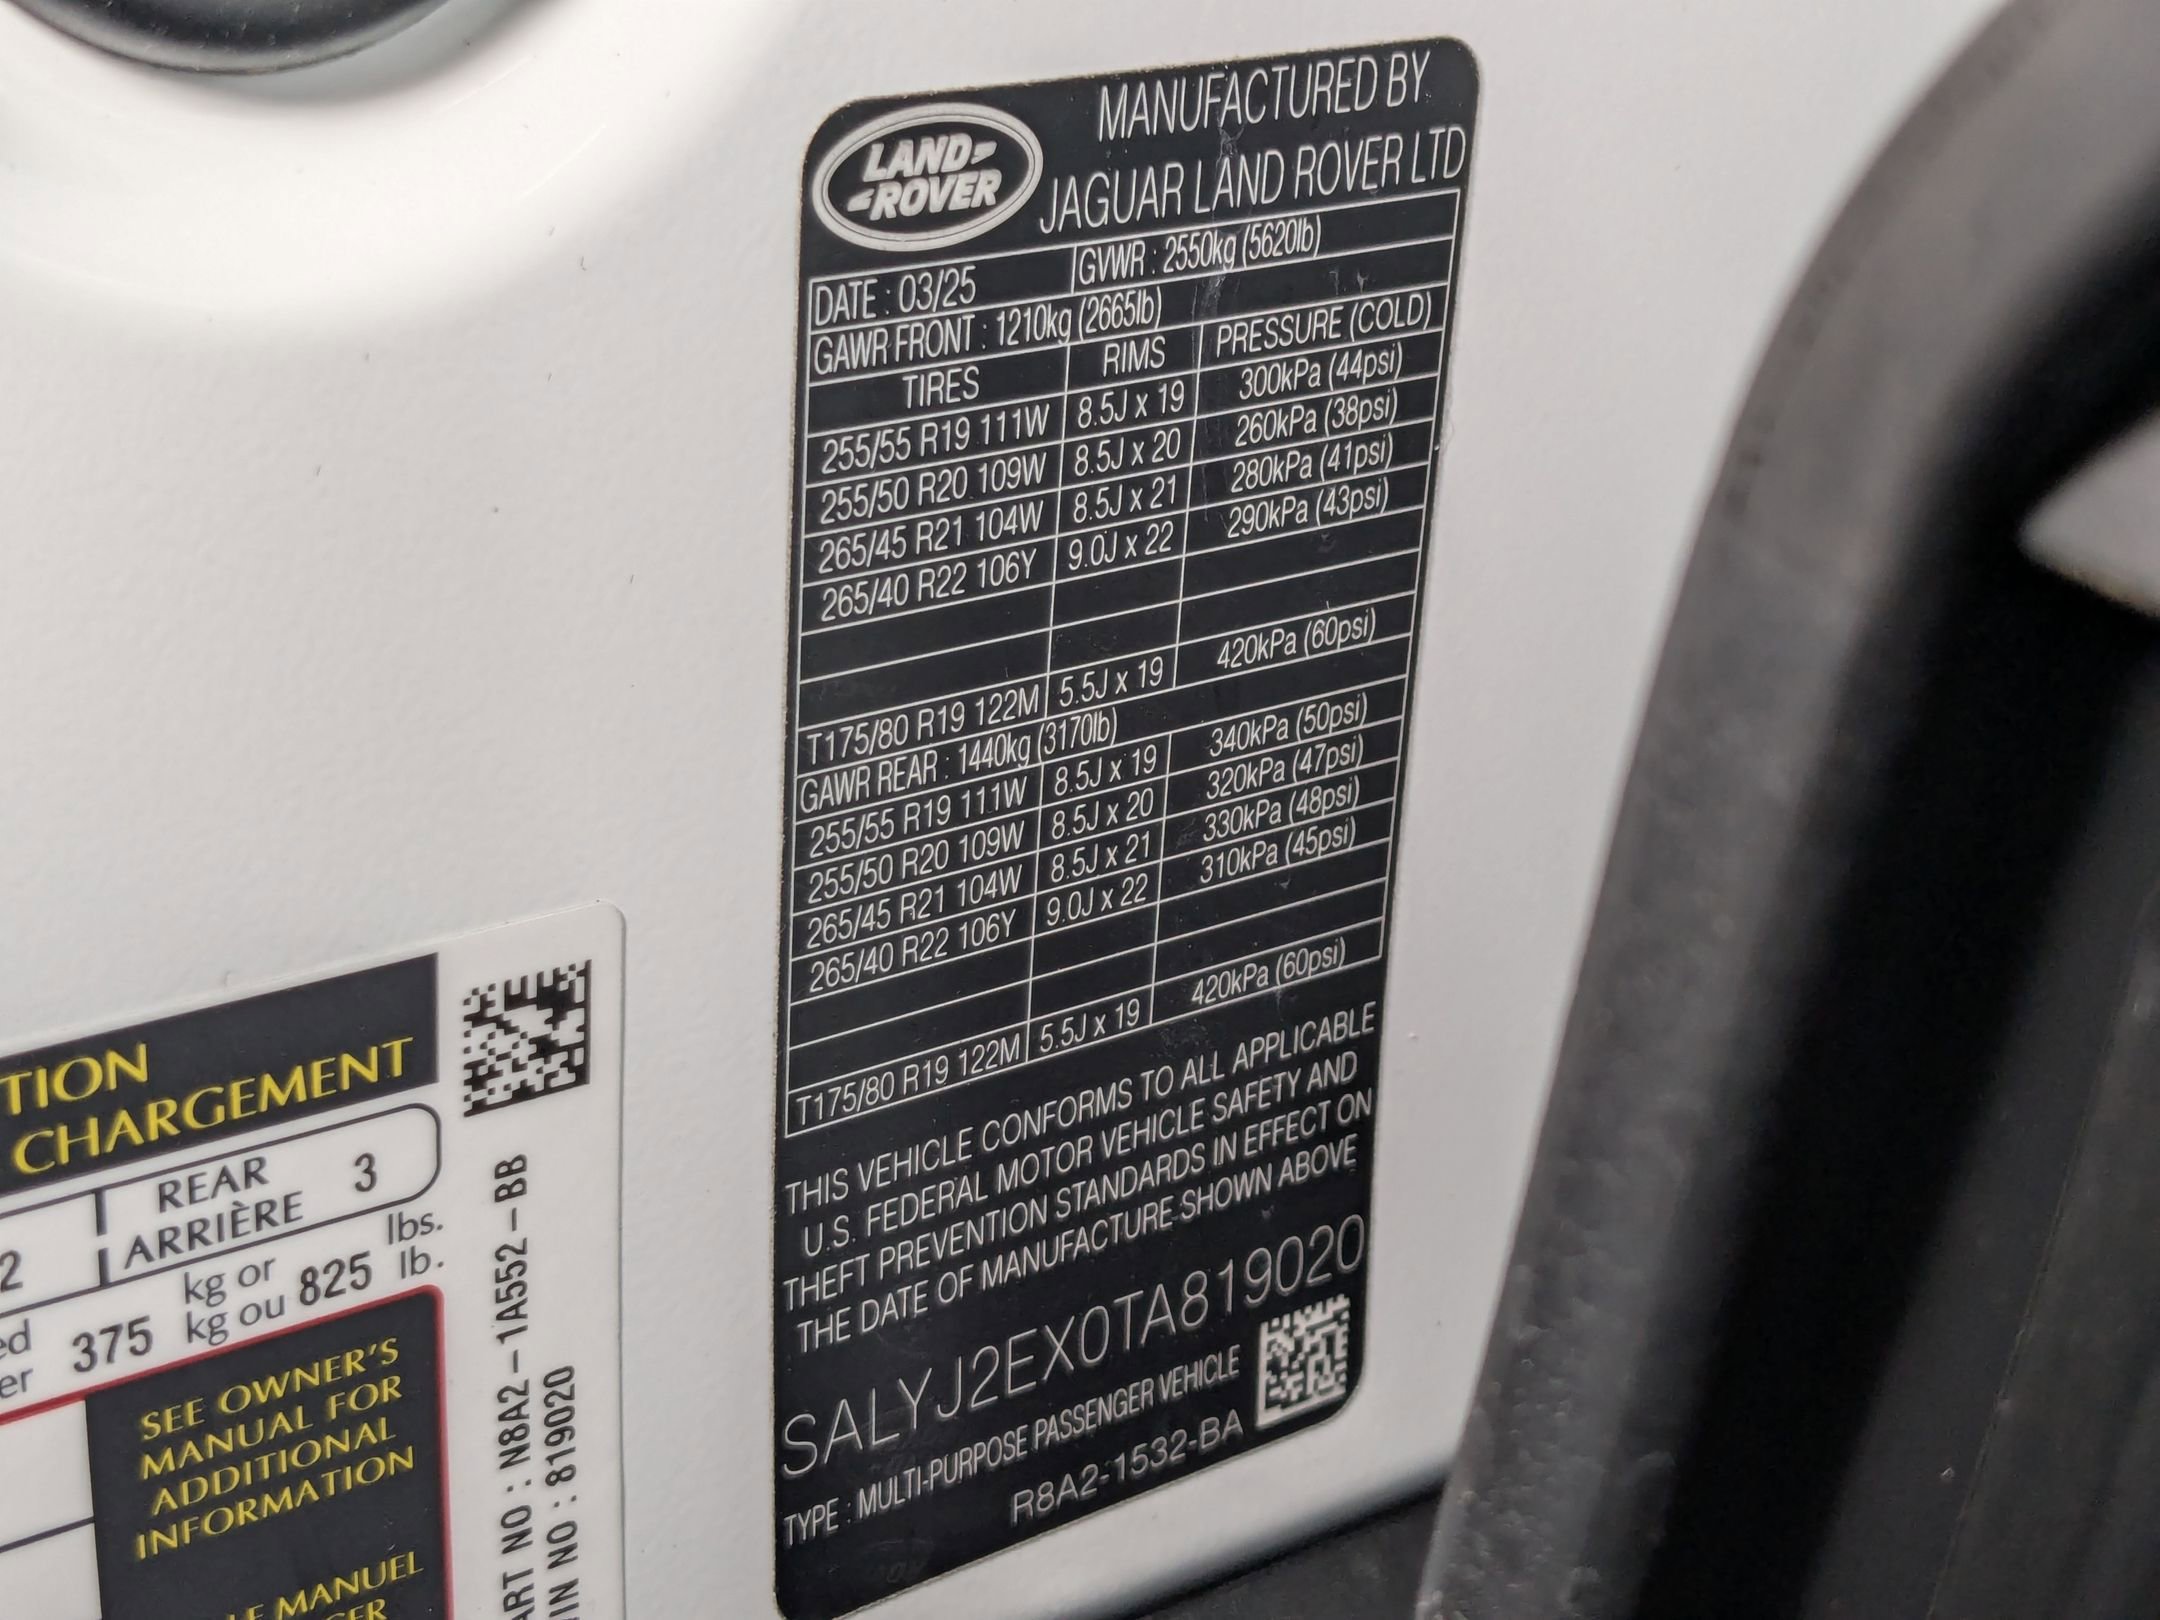 LAND-
-ROVER
MANUFACTURED BY
JAGUAR LAND ROVER LTD
DATE : 03/25 GVWR : 2550kg (5620lb)
GAWR FRONT : 1210kg (2665lb)
TIRES RIMS PRESSURE (COLD)
255/55 R19 111W 8.5J x 19 300kPa (44psi)
255/50 R20 109W 8.5J x 20 260kPa (38psi)
265/45 R21 104W 8.5J x 21 280kPa (41psi)
265/40 R22 106Y 9.0J x 22 290kPa (43psi)
T175/80 R19 122M 5.5J x 19 420kPa (60psi)
GAWR REAR : 1440kg (3170lb)
255/55 R19 111W 8.5J x 19 340kPa (50psi)
255/50 R20 109W 8.5J x 20 320kPa (47psi)
265/45 R21 104W 8.5J x 21 330kPa (48psi)
265/40 R22 106Y 9.0J x 22 310kPa (45psi)
T175/80 R19 122M 5.5J x 19 420kPa (60psi)
THIS VEHICLE CONFORMS TO ALL APPLICABLE
U.S. FEDERAL MOTOR VEHICLE SAFETY AND
THEFT PREVENTION STANDARDS IN EFFECT ON
THE DATE OF MANUFACTURE SHOWN ABOVE
SALYJ2EX0TA819020
TYPE : MULTI-PURPOSE PASSENGER VEHICLE
R8A2-1532-BA
TION
CHARGEMENT
2 REAR
ARRIÈRE 3
ed
er 375 kg or
kg ou 825 lbs.
lb.
SEE OWNER'S
MANUAL FOR
ADDITIONAL
INFORMATION
LE MANUEL
GER
ART NO : N8A2-1A552-BB
IN NO : 819020